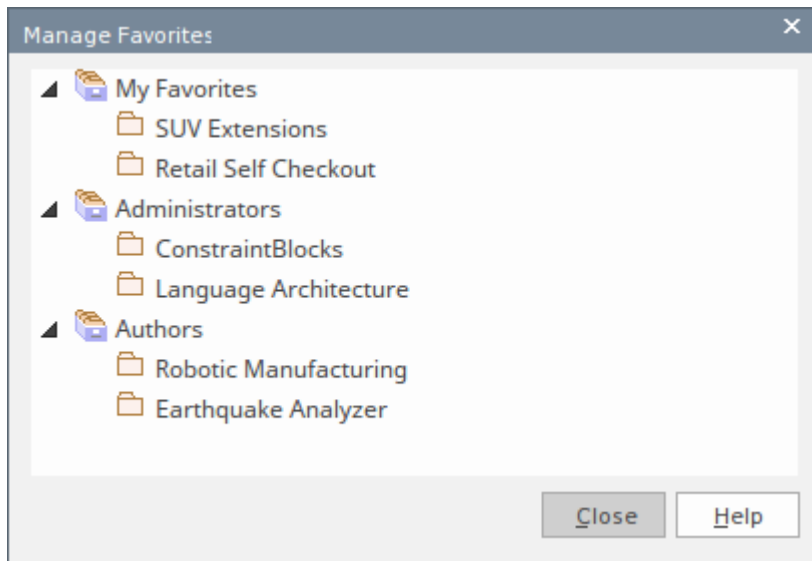 Manage Favorites
My Favorites
SUV Extensions
Retail Self Checkout
Administrators
ConstraintBlocks
Language Architecture
Authors
Robotic Manufacturing
Earthquake Analyzer
Close Help